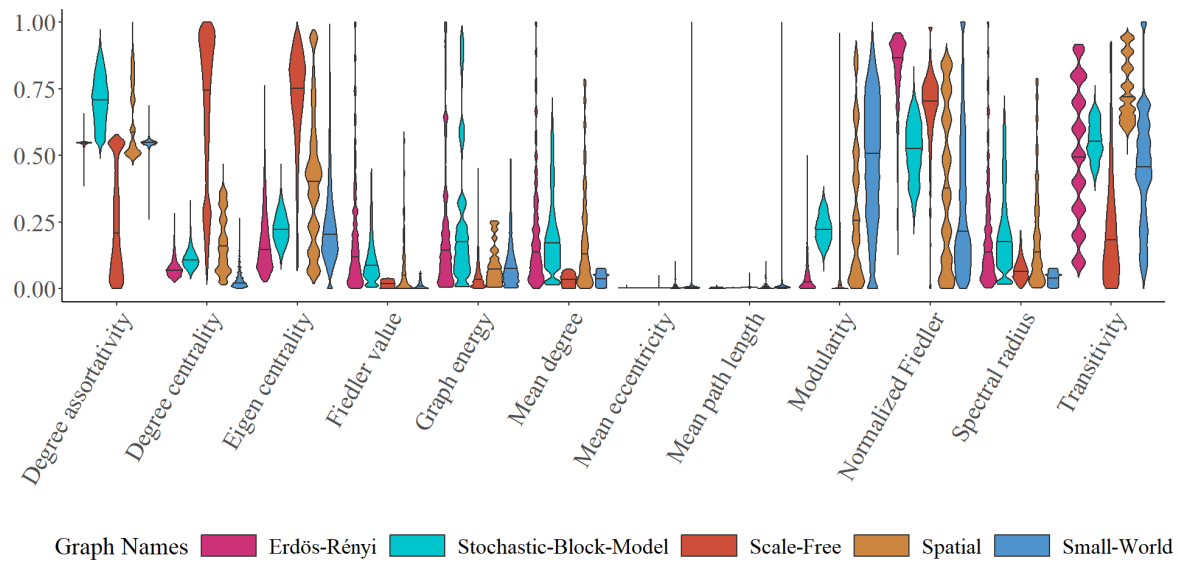 1.00
0.75
0.50
0.25
0.00
Degree assortativity
Degree centrality
Eigen centrality
Fiedler value
Graph energy
Mean degree
Mean eccentricity
Mean path length
Modularity
Normalized Fiedler
Spectral radius
Transitivity
Graph Names Erdös-Rényi Stochastic-Block-Model Scale-Free Spatial Small-World